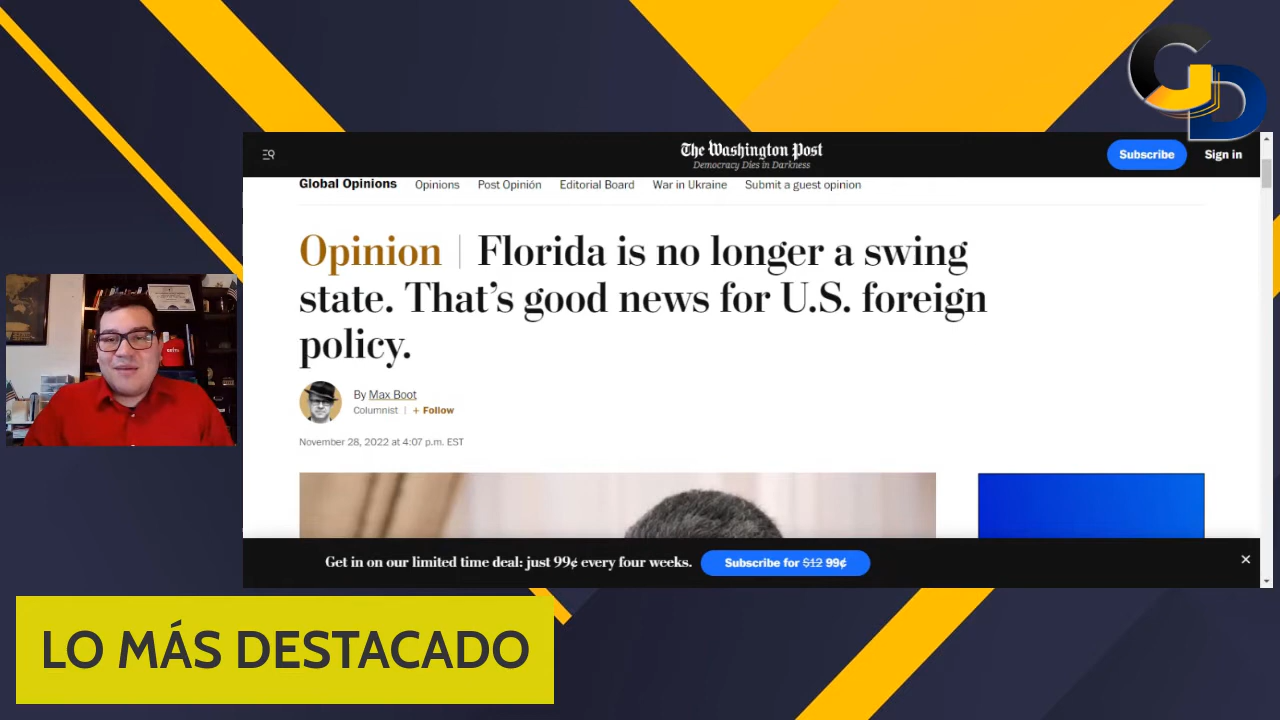 GD
The Washington Post
Democracy Dies in Darkness
Subscribe
Sign in
Global Opinions Opinions Post Opinión Editorial Board War in Ukraine Submit a guest opinion
Opinion | Florida is no longer a swing
state. That's good news for U.S. foreign
policy.
By Max Boot
Columnist | + Follow
November 28, 2022 at 4:07 p.m. EST
Get in on our limited time deal: just 99¢ every four weeks.
Subscribe for $12 99¢
LO MÁS DESTACADO